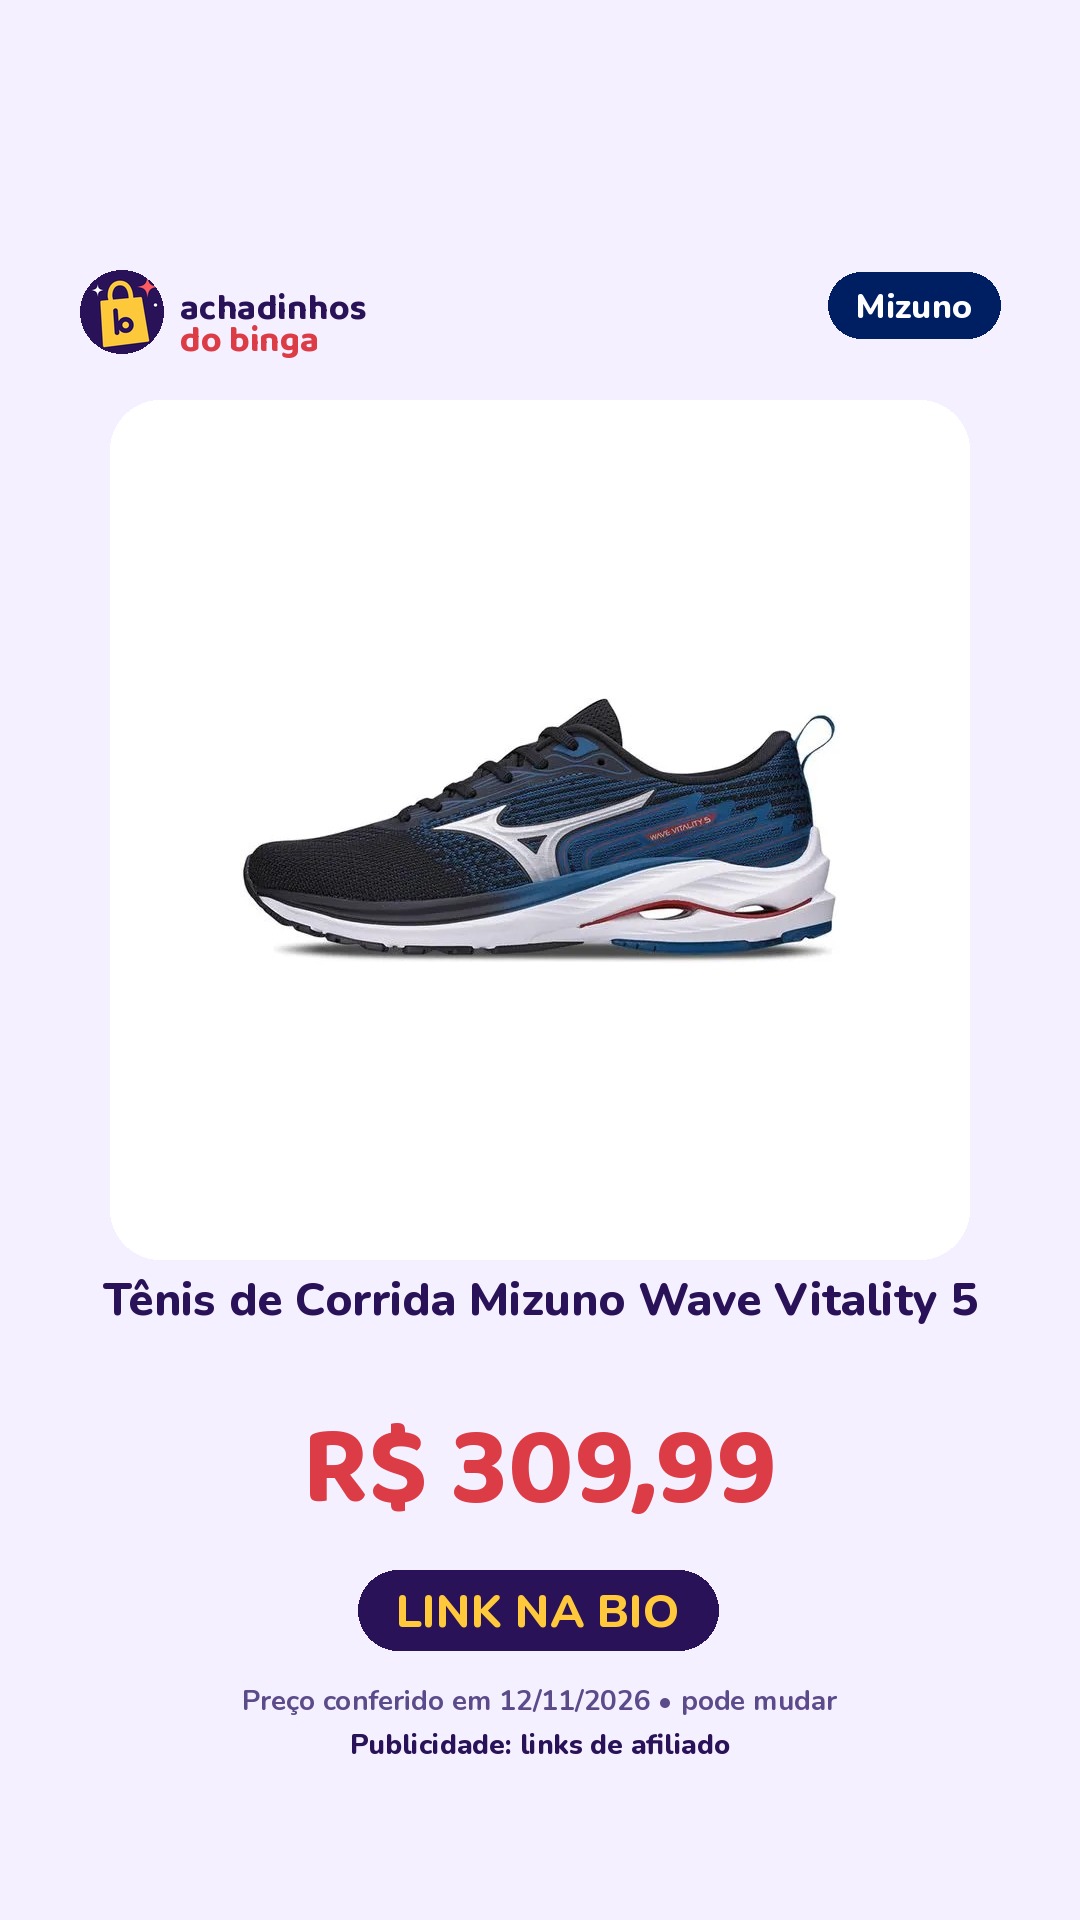 achadinhos
do binga
Mizuno
b
WAVE VITALITY 5
Tênis de Corrida Mizuno Wave Vitality 5
R$ 309,99
LINK NA BIO
Preço conferido em 12/11/2026 • pode mudar
Publicidade: links de afiliado